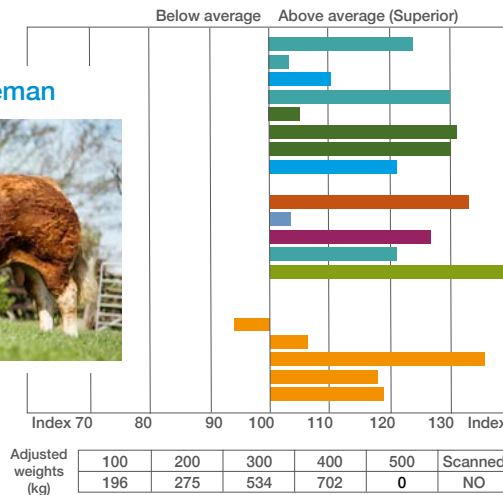 Below average Above average (Superior)
eman
Index 70 80 90 100 110 120 130 Index
Adjusted weights (kg) 100 200 300 400 500 Scanned
196 275 534 702 0 NO